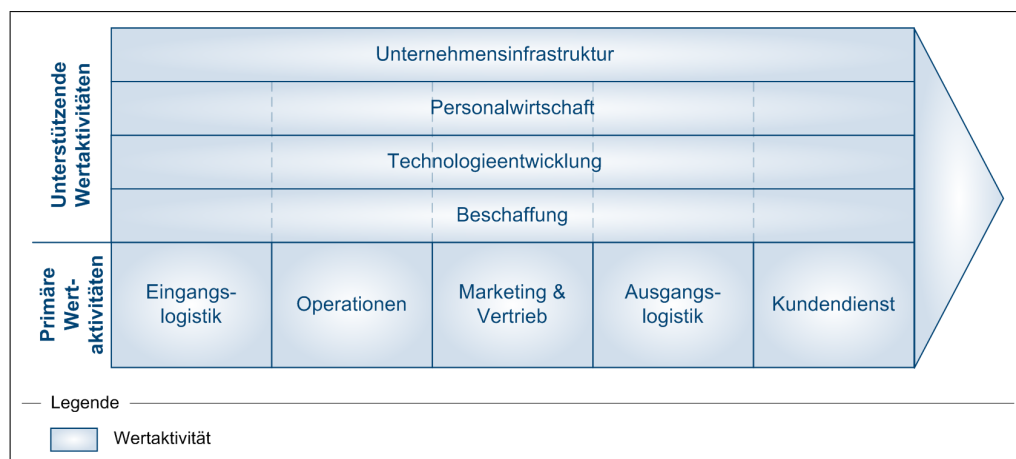 Unterstützende
Wertaktivitäten
Unternehmensinfrastruktur
Personalwirtschaft
Technologieentwicklung
Beschaffung
Primäre
Wert-
aktivitäten
Eingangs-
logistik
Operationen
Marketing &
Vertrieb
Ausgangs-
logistik
Kundendienst
Legende
Wertaktivität